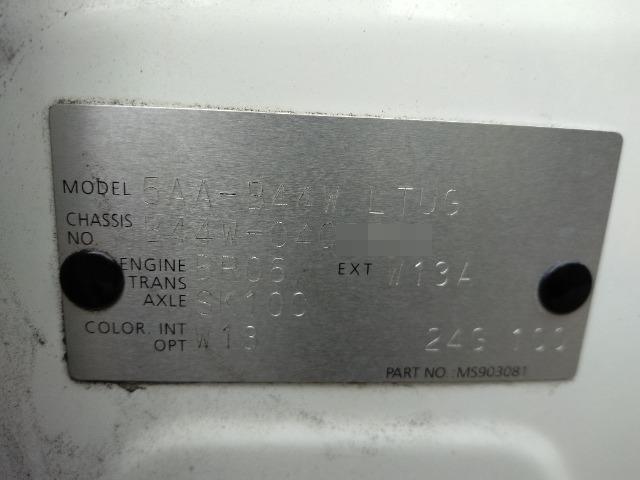 MODEL 5AA-B44W LTUG
CHASSIS NO. B44W-040
ENGINE BR06 EXT W13A
TRANS AXLE SK100
COLOR. INT OPT W13 243 100
PART NO : MS903081